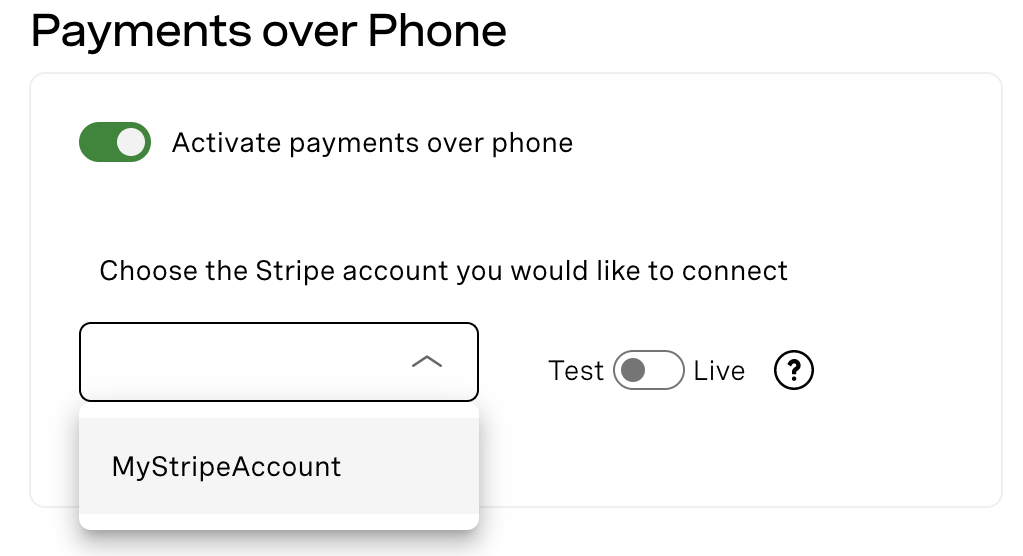 Payments over Phone
Activate payments over phone
Choose the Stripe account you would like to connect
Test Live ?
MyStripeAccount